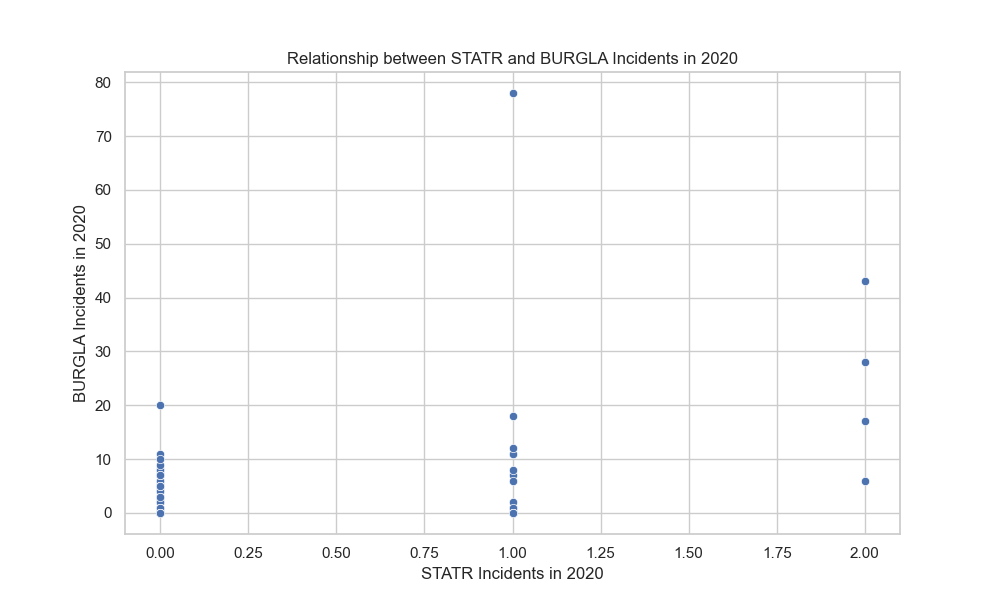 Relationship between STATR and BURGLA Incidents in 2020
80
70
60
50
40
30
20
10
0
BURGLA Incidents in 2020
0.00 0.25 0.50 0.75 1.00 1.25 1.50 1.75 2.00
STATR Incidents in 2020